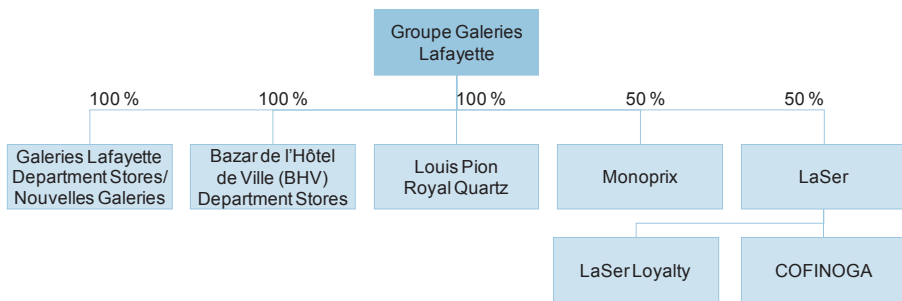 Groupe Galeries
Lafayette
100 %
100 %
100 %
50 %
50 %
Galeries Lafayette
Department Stores/
Nouvelles Galeries
Bazar de l’Hôtel
de Ville (BHV)
Department Stores
Louis Pion
Royal Quartz
Monoprix
LaSer
LaSer Loyalty
COFINOGA